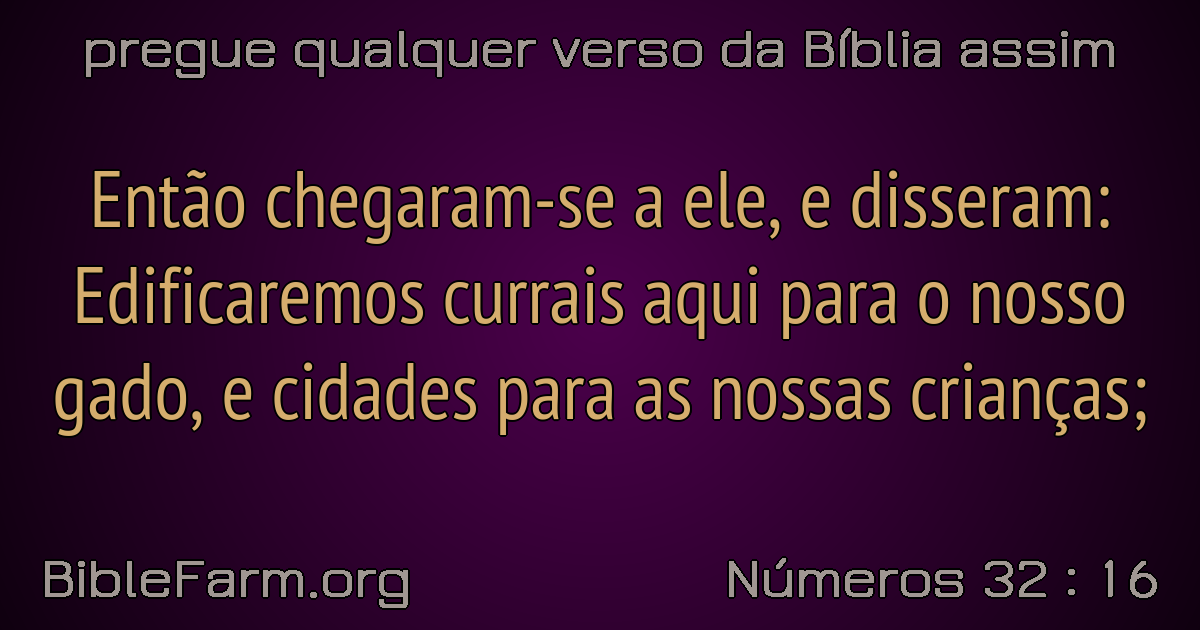 pregue qualquer verso da Bíblia assim
Então chegaram-se a ele, e disseram:
Edificaremos currais aqui para o nosso
gado, e cidades para as nossas crianças;
BibleFarm.org
Números 32 : 16